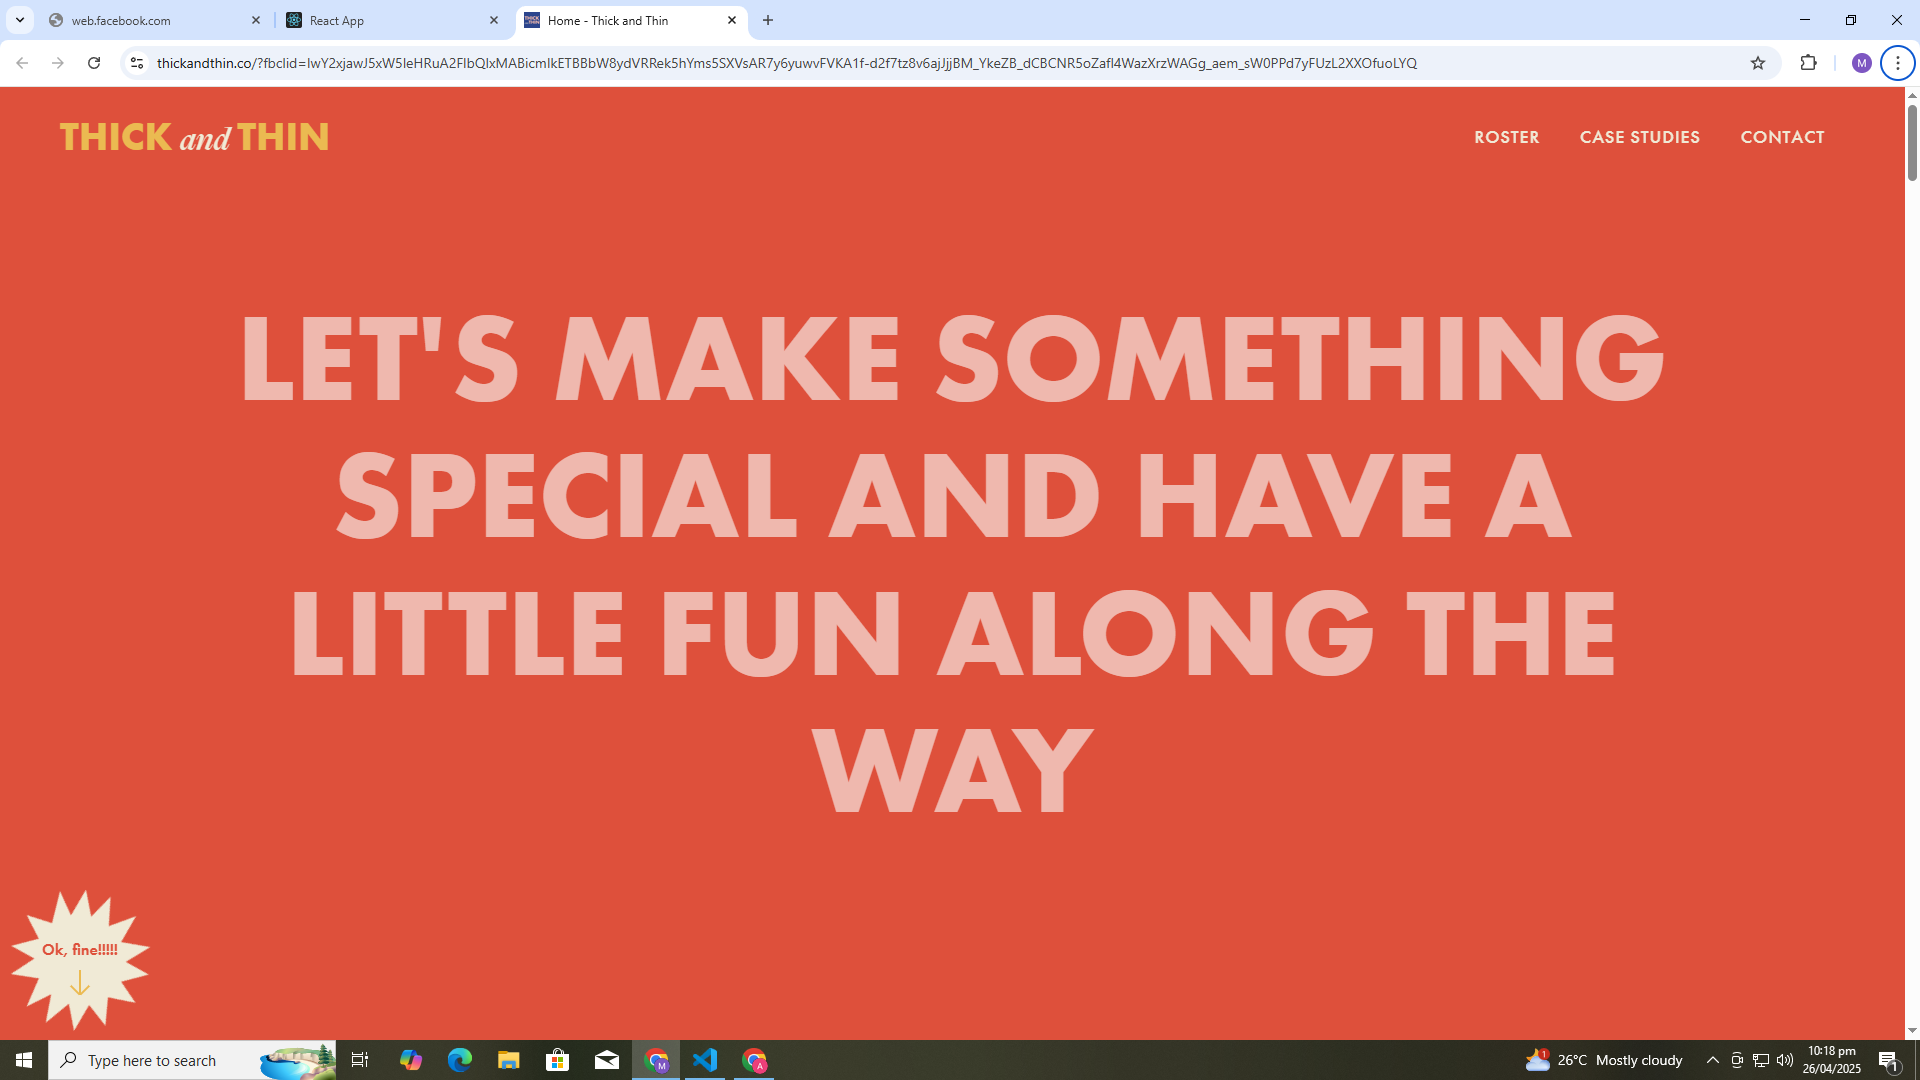 web.facebook.com
React App
Home - Thick and Thin
thickandthin.co/?fbclid=IwY2xjawJ5xW5leHRuA2FlbQIxMABicmlkETBBbW8ydVRRek5hYms5SXVsAR7y6yuwvFVKA1f-d2f7tz8v6ajJjjBM_YkeZB_dCBCNR5oZafl4WazXrzWAGg_aem_sW0PPd7yFUzL2XXOfuoLYQ
M
THICK and THIN
ROSTER
CASE STUDIES
CONTACT
LET'S MAKE SOMETHING
SPECIAL AND HAVE A
LITTLE FUN ALONG THE
WAY
Ok, fine!!!!!
Type here to search
M
A
1
26°C Mostly cloudy
10:18 pm
26/04/2025
1